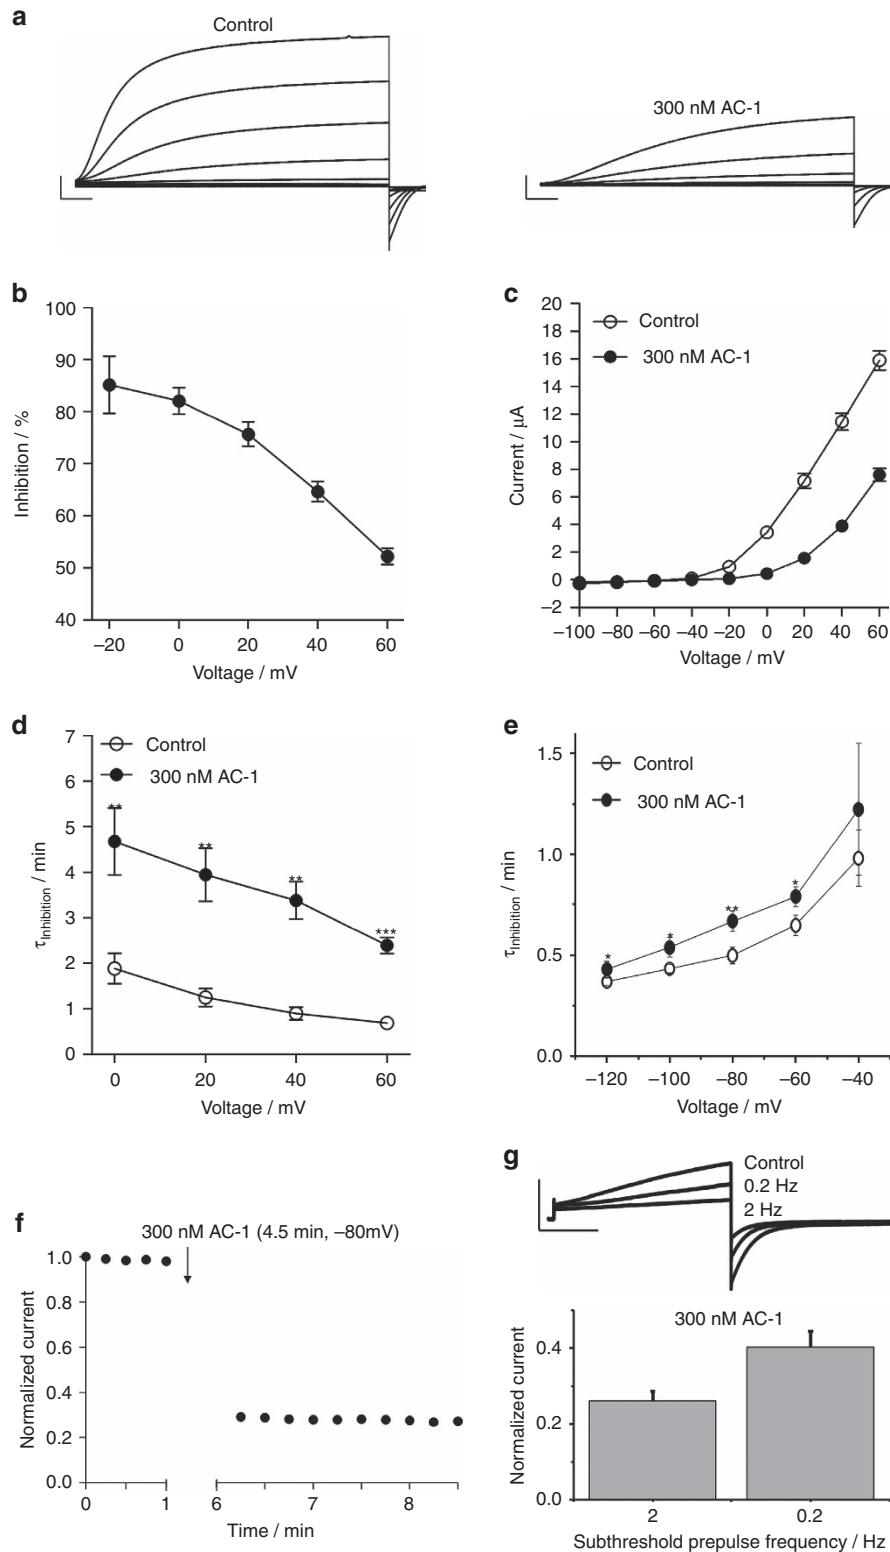 a
Control
300 nM AC-1
b
100
90
80
70
60
50
40
Inhibition / %
–20 0 20 40 60
Voltage / mV
c
20
18
16
14
12
10
8
6
4
2
0
–2
Current / µA
Control
300 nM AC-1
–100 –80 –60 –40 –20 0 20 40 60
Voltage / mV
d
7
6
5
4
3
2
1
0
τInhibition / min
Control
300 nM AC-1
**
**
**
***
0 20 40 60
Voltage / mV
e
1.5
1.0
0.5
0.0
τInhibition / min
Control
300 nM AC-1
*
*
**
*
–120 –100 –80 –60 –40
Voltage / mV
f
300 nM AC-1 (4.5 min, –80mV)
1.0
0.8
0.6
0.4
0.2
0.0
Normalized current
0 1 6 7 8
Time / min
g
Control
0.2 Hz
2 Hz
300 nM AC-1
0.4
0.2
0.0
Normalized current
2 0.2
Subthreshold prepulse frequency / Hz